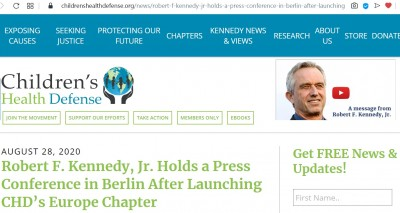 childrenshealthdefense.org/news/robert-f-kennedy-jr-holds-a-press-conference-in-berlin-after-launching
EXPOSING CAUSES
SEEKING JUSTICE
PROTECTING OUR FUTURE
CHAPTERS
KENNEDY NEWS & VIEWS
RESEARCH
ABOUT US
STORE
DONATE
Children's
Health Defense
A message from
Robert F. Kennedy, Jr.
JOIN THE MOVEMENT
SUPPORT OUR EFFORTS
TAKE ACTION
MEMBERS ONLY
EBOOKS
AUGUST 28, 2020
Robert F. Kennedy, Jr. Holds a Press
Conference in Berlin After Launching
CHD's Europe Chapter
Get FREE News &
Updates!
First Name..